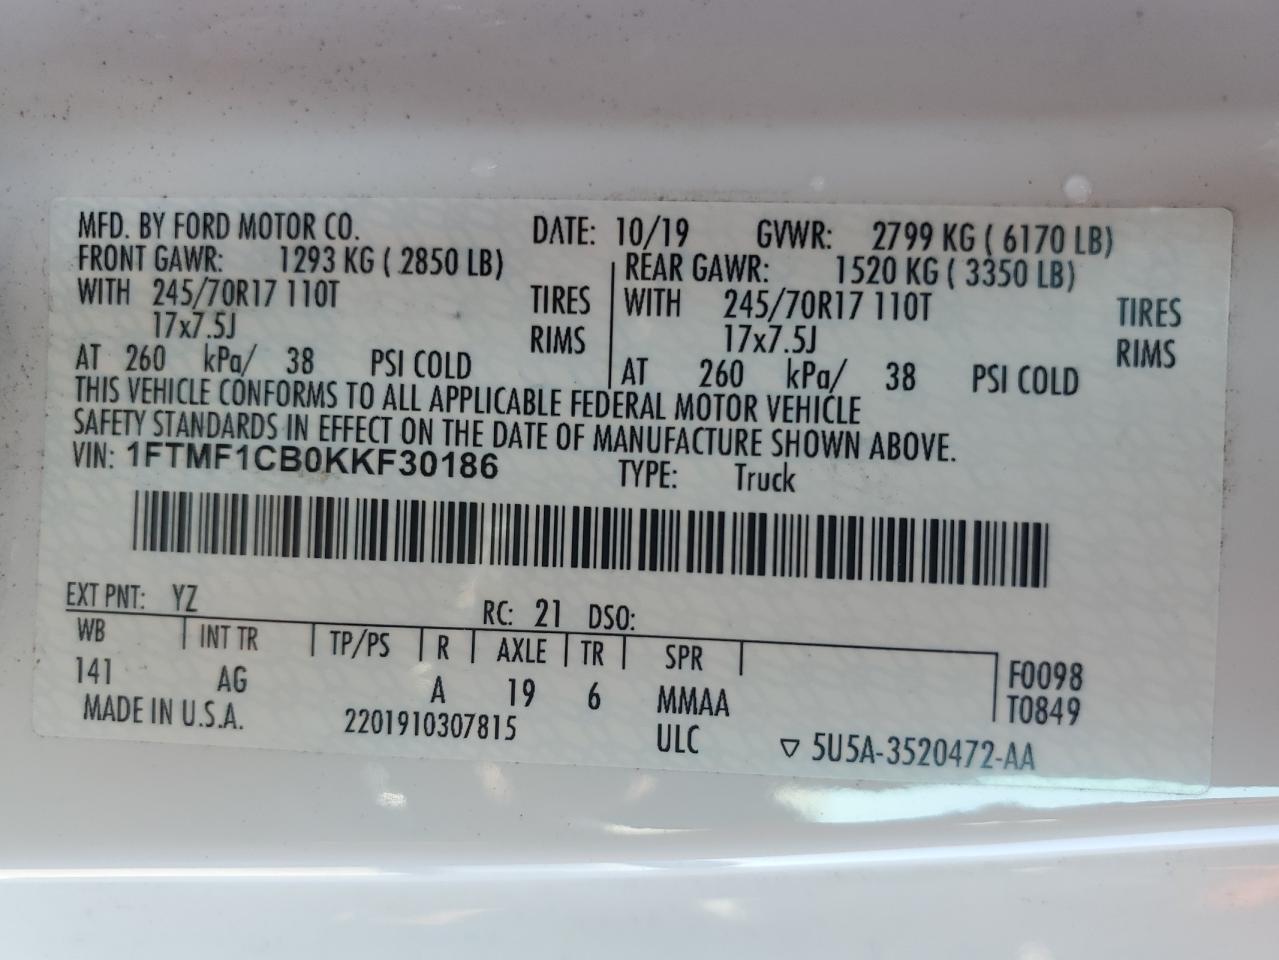 MFD. BY FORD MOTOR CO. DATE: 10/19 GVWR: 2799 KG ( 6170 LB)
FRONT GAWR: 1293 KG ( 2850 LB) REAR GAWR: 1520 KG ( 3350 LB)
WITH 245/70R17 110T TIRES WITH 245/70R17 110T TIRES
17x7.5J RIMS 17x7.5J RIMS
AT 260 kPa/ 38 PSI COLD AT 260 kPa/ 38 PSI COLD
THIS VEHICLE CONFORMS TO ALL APPLICABLE FEDERAL MOTOR VEHICLE
SAFETY STANDARDS IN EFFECT ON THE DATE OF MANUFACTURE SHOWN ABOVE.
VIN: 1FTMF1CB0KKF30186 TYPE: Truck
EXT PNT: YZ RC: 21 DSO:
WB INT TR TP/PS R AXLE TR SPR F0098
141 AG A 19 6 MMAA T0849
MADE IN U.S.A. 2201910307815 ULC ▽ 5U5A-3520472-AA